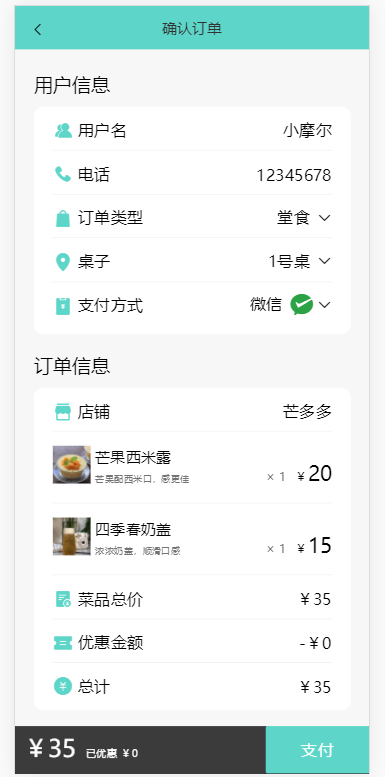 确认订单
用户信息
用户名 小摩尔
电话 12345678
订单类型 堂食
桌子 1号桌
支付方式 微信
订单信息
店铺 芒多多
芒果西米露
芒果配西米口，感更佳 × 1 ¥20
四季春奶盖
浓浓奶盖，顺滑口感 × 1 ¥15
菜品总价 ¥35
优惠金额 -¥0
总计 ¥35
¥35 已优惠 ¥0 支付